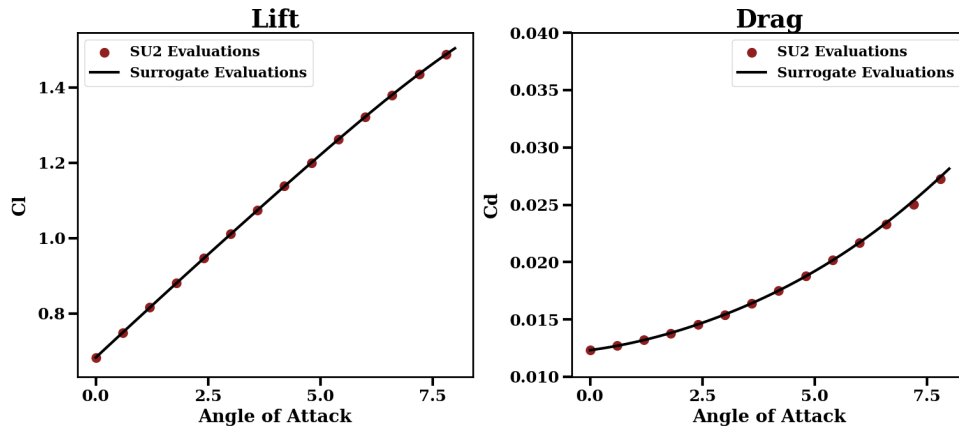 Lift
SU2 Evaluations
Surrogate Evaluations
1.4
1.2
1.0
0.8
Cl
0.0
2.5
5.0
7.5
Angle of Attack
Drag
SU2 Evaluations
Surrogate Evaluations
0.040
0.035
0.030
0.025
0.020
0.015
0.010
Cd
0.0
2.5
5.0
7.5
Angle of Attack